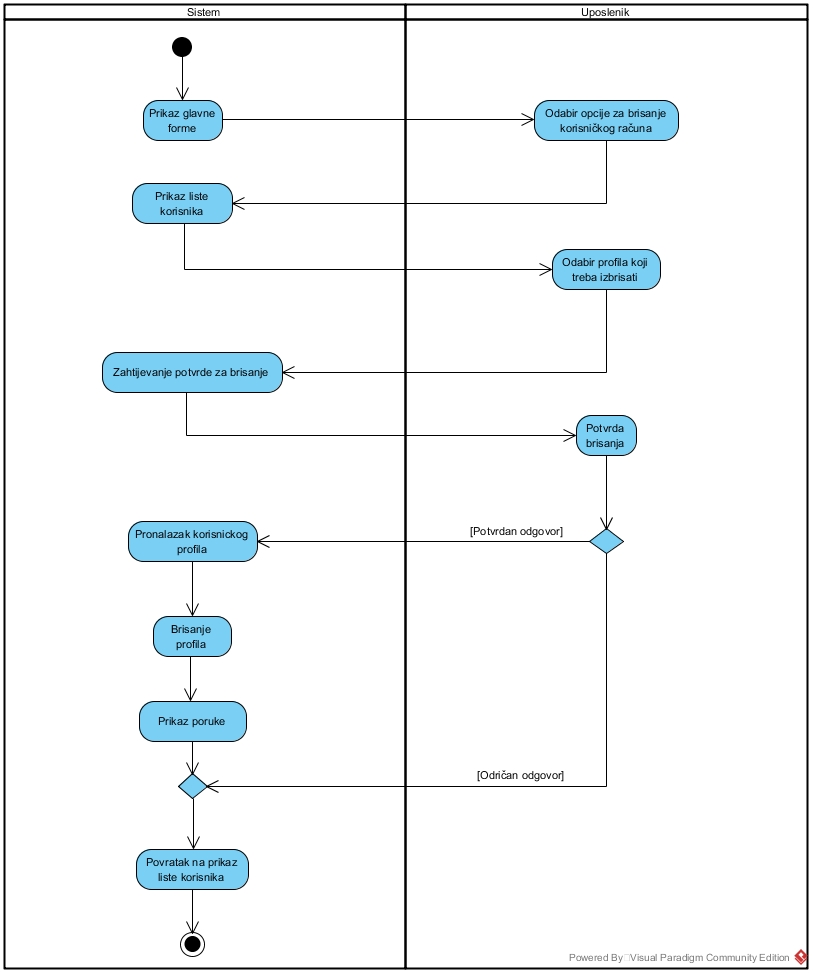 Sistem
Uposlenik
Prikaz glavne
forme
Odabir opcije za brisanje
korisničkog računa
Prikaz liste
korisnika
Odabir profila koji
treba izbrisati
Zahtijevanje potvrde za brisanje
Potvrda
brisanja
[Potvrdan odgovor]
Pronalazak korisnickog
profila
Brisanje
profila
Prikaz poruke
[Odričan odgovor]
Povratak na prikaz
liste korisnika
Powered By Visual Paradigm Community Edition